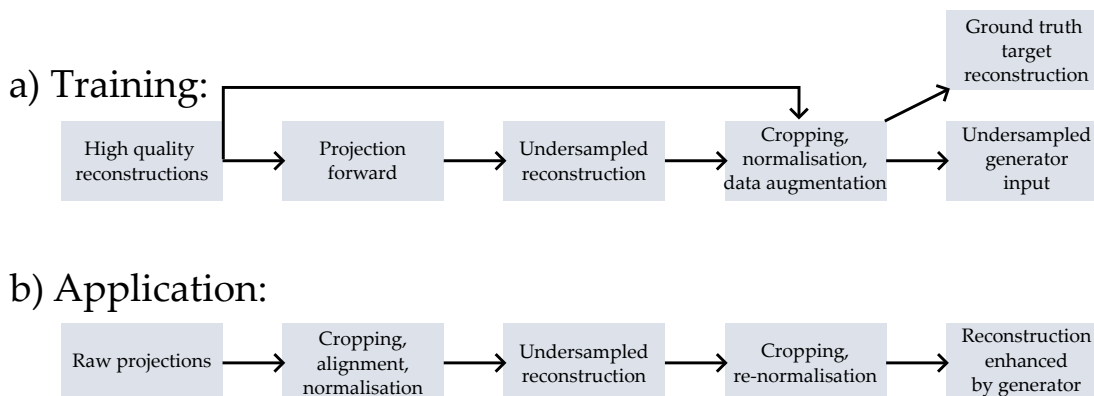 a) Training:
Ground truth
target
reconstruction
High quality
reconstructions
Projection
forward
Undersampled
reconstruction
Cropping,
normalisation,
data augmentation
Undersampled
generator
input
b) Application:
Raw projections
Cropping,
alignment,
normalisation
Undersampled
reconstruction
Cropping,
re-normalisation
Reconstruction
enhanced
by generator